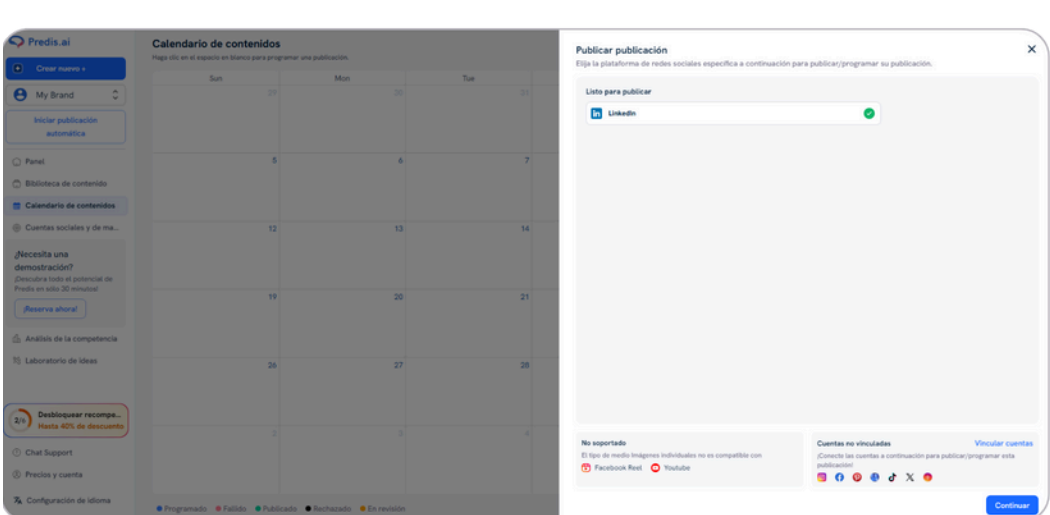 Predis.ai
Crear nuevo +
My Brand
Iniciar publicación
automática
Panel
Biblioteca de contenido
Calendario de contenidos
Cuentas sociales y de ma...
¿Necesita una
demostración?
¡Descubra todo el potencial de
Predis en sólo 30 minutos!
¡Reserva ahora!
Análisis de la competencia
Laboratorio de ideas
2/6
Desbloquear recompe...
Hasta 40% de descuento
Chat Support
Precios y cuenta
Configuración de idioma
Calendario de contenidos
Haga clic en el espacio en blanco para programar una publicación.
Sun Mon Tue
29 30 31
5 6 7
12 13 14
19 20 21
26 27 28
2 3 4
Programado Fallido Publicado Rechazado En revisión
Publicar publicación
Elija la plataforma de redes sociales específica a continuación para publicar/programar su publicación.
Listo para publicar
LinkedIn
No soportado
El tipo de medio Imágenes individuales no es compatible con
Facebook Reel Youtube
Cuentas no vinculadas Vincular cuentas
¡Conecte las cuentas a continuación para publicar/programar esta
publicación!
Continuar